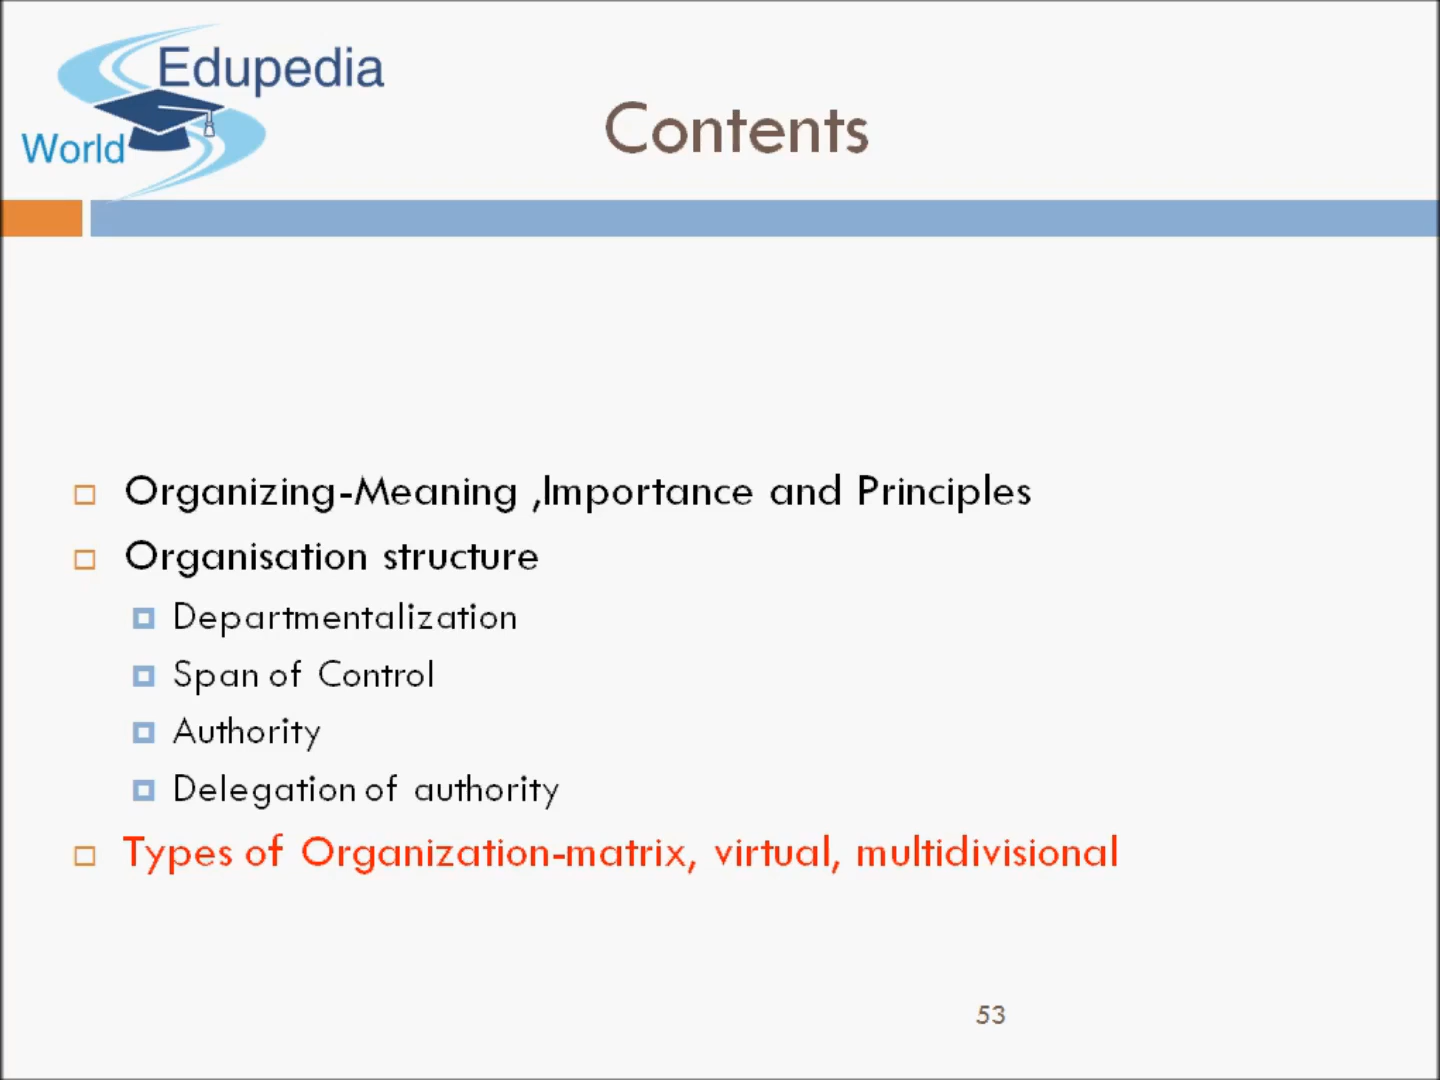 Edupedia
World
Contents
Organizing-Meaning ,Importance and Principles
Organisation structure
Departmentalization
Span of Control
Authority
Delegation of authority
Types of Organization-matrix, virtual, multidivisional
53